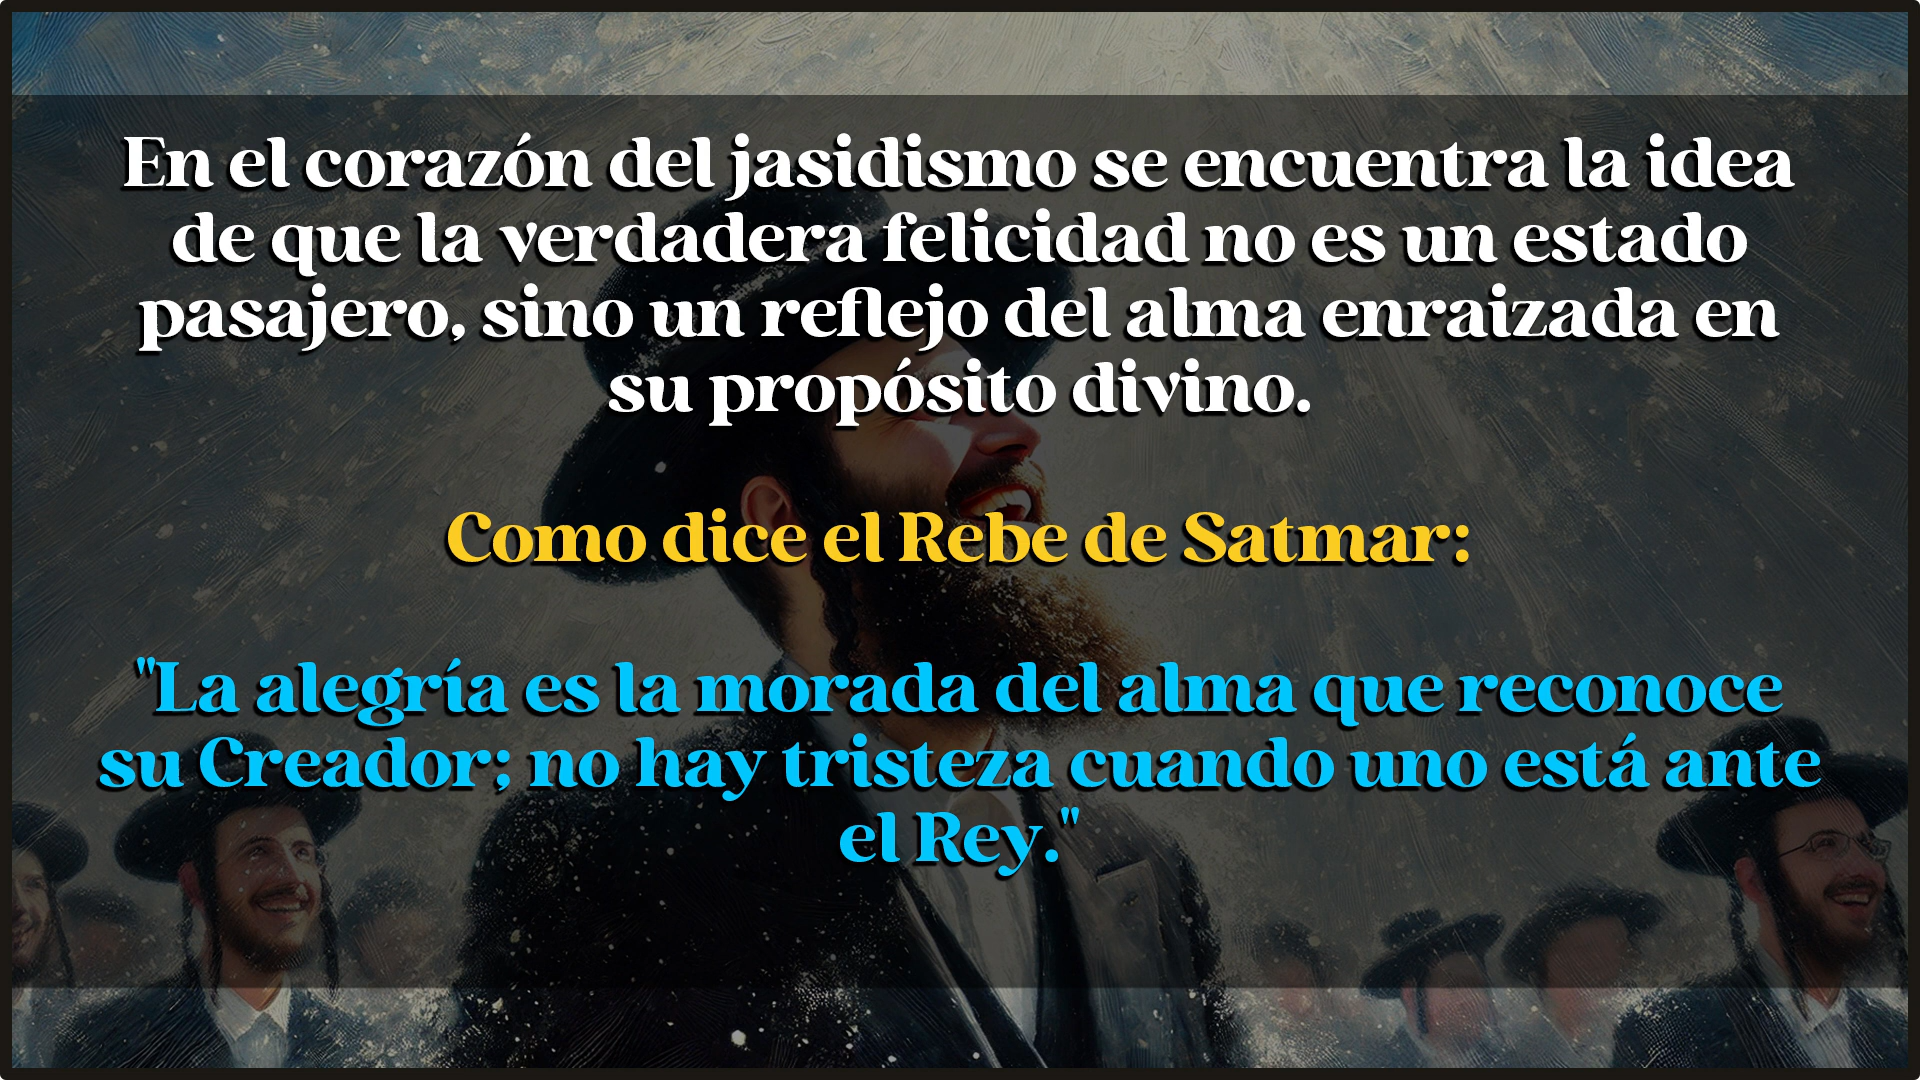 En el corazón del jasidismo se encuentra la idea
de que la verdadera felicidad no es un estado
pasajero, sino un reflejo del alma enraizada en
su propósito divino.
Como dice el Rebe de Satmar:
"La alegría es la morada del alma que reconoce
su Creador; no hay tristeza cuando uno está ante
el Rey."